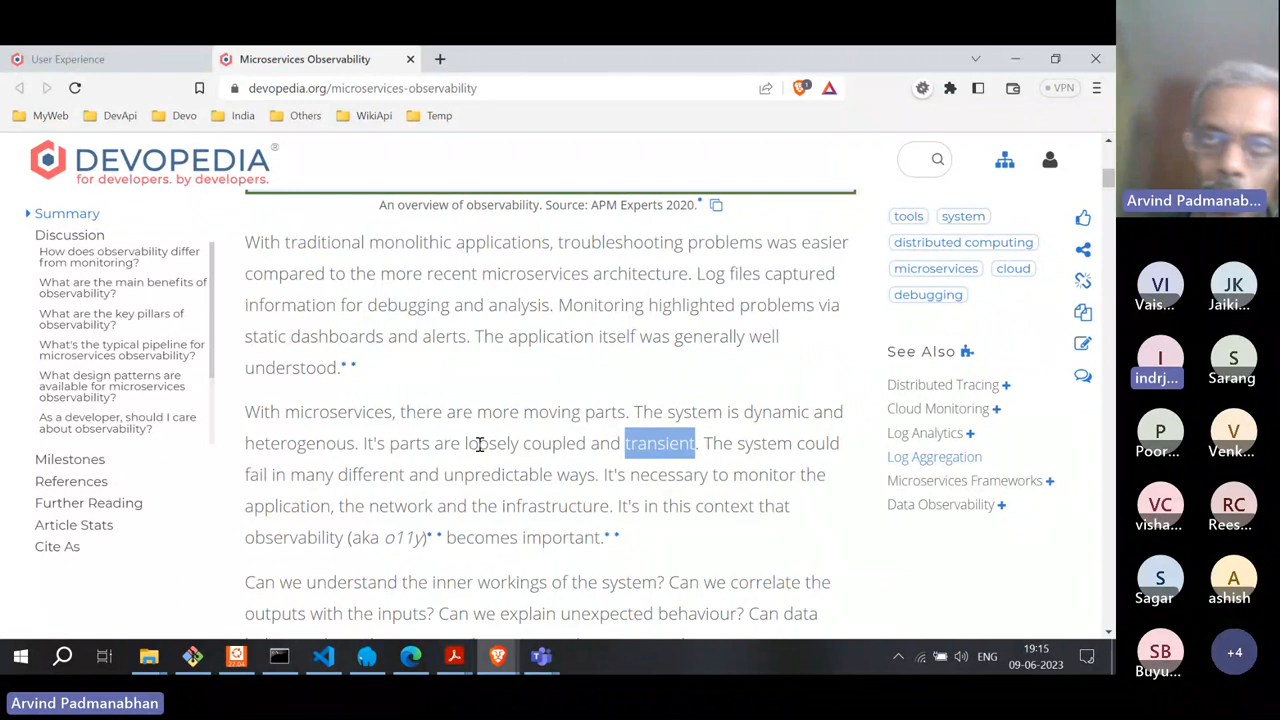 User Experience
Microservices Observability
devopedia.org/microservices-observability
1
VPN
MyWeb
DevApi
Devo
India
Others
WikiApi
Temp
DEVOPEDIA®
for developers. by developers.
Summary
Discussion
How does observability differ
from monitoring?
What are the main benefits of
observability?
What are the key pillars of
observability?
What's the typical pipeline for
microservices observability?
What design patterns are
available for microservices
observability?
As a developer, should I care
about observability?
Milestones
References
Further Reading
Article Stats
Cite As
An overview of observability. Source: APM Experts 2020.*
With traditional monolithic applications, troubleshooting problems was easier
compared to the more recent microservices architecture. Log files captured
information for debugging and analysis. Monitoring highlighted problems via
static dashboards and alerts. The application itself was generally well
understood.* *
With microservices, there are more moving parts. The system is dynamic and
heterogenous. It's parts are loosely coupled and transient. The system could
fail in many different and unpredictable ways. It's necessary to monitor the
application, the network and the infrastructure. It's in this context that
observability (aka o11y)* * becomes important.* *
Can we understand the inner workings of the system? Can we correlate the
outputs with the inputs? Can we explain unexpected behaviour? Can data
tools
system
distributed computing
microservices
cloud
debugging
See Also
Distributed Tracing +
Cloud Monitoring +
Log Analytics +
Log Aggregation
Microservices Frameworks +
Data Observability +
22.04
ENG
19:15
09-06-2023
Arvind Padmanab...
VI
Vais...
JK
Jaiki...
I
indrj...
S
Sarang
P
Poor...
V
Venk...
VC
visha...
RC
Rees...
S
Sagar
A
ashish
SB
Buyu...
+4
Arvind Padmanabhan